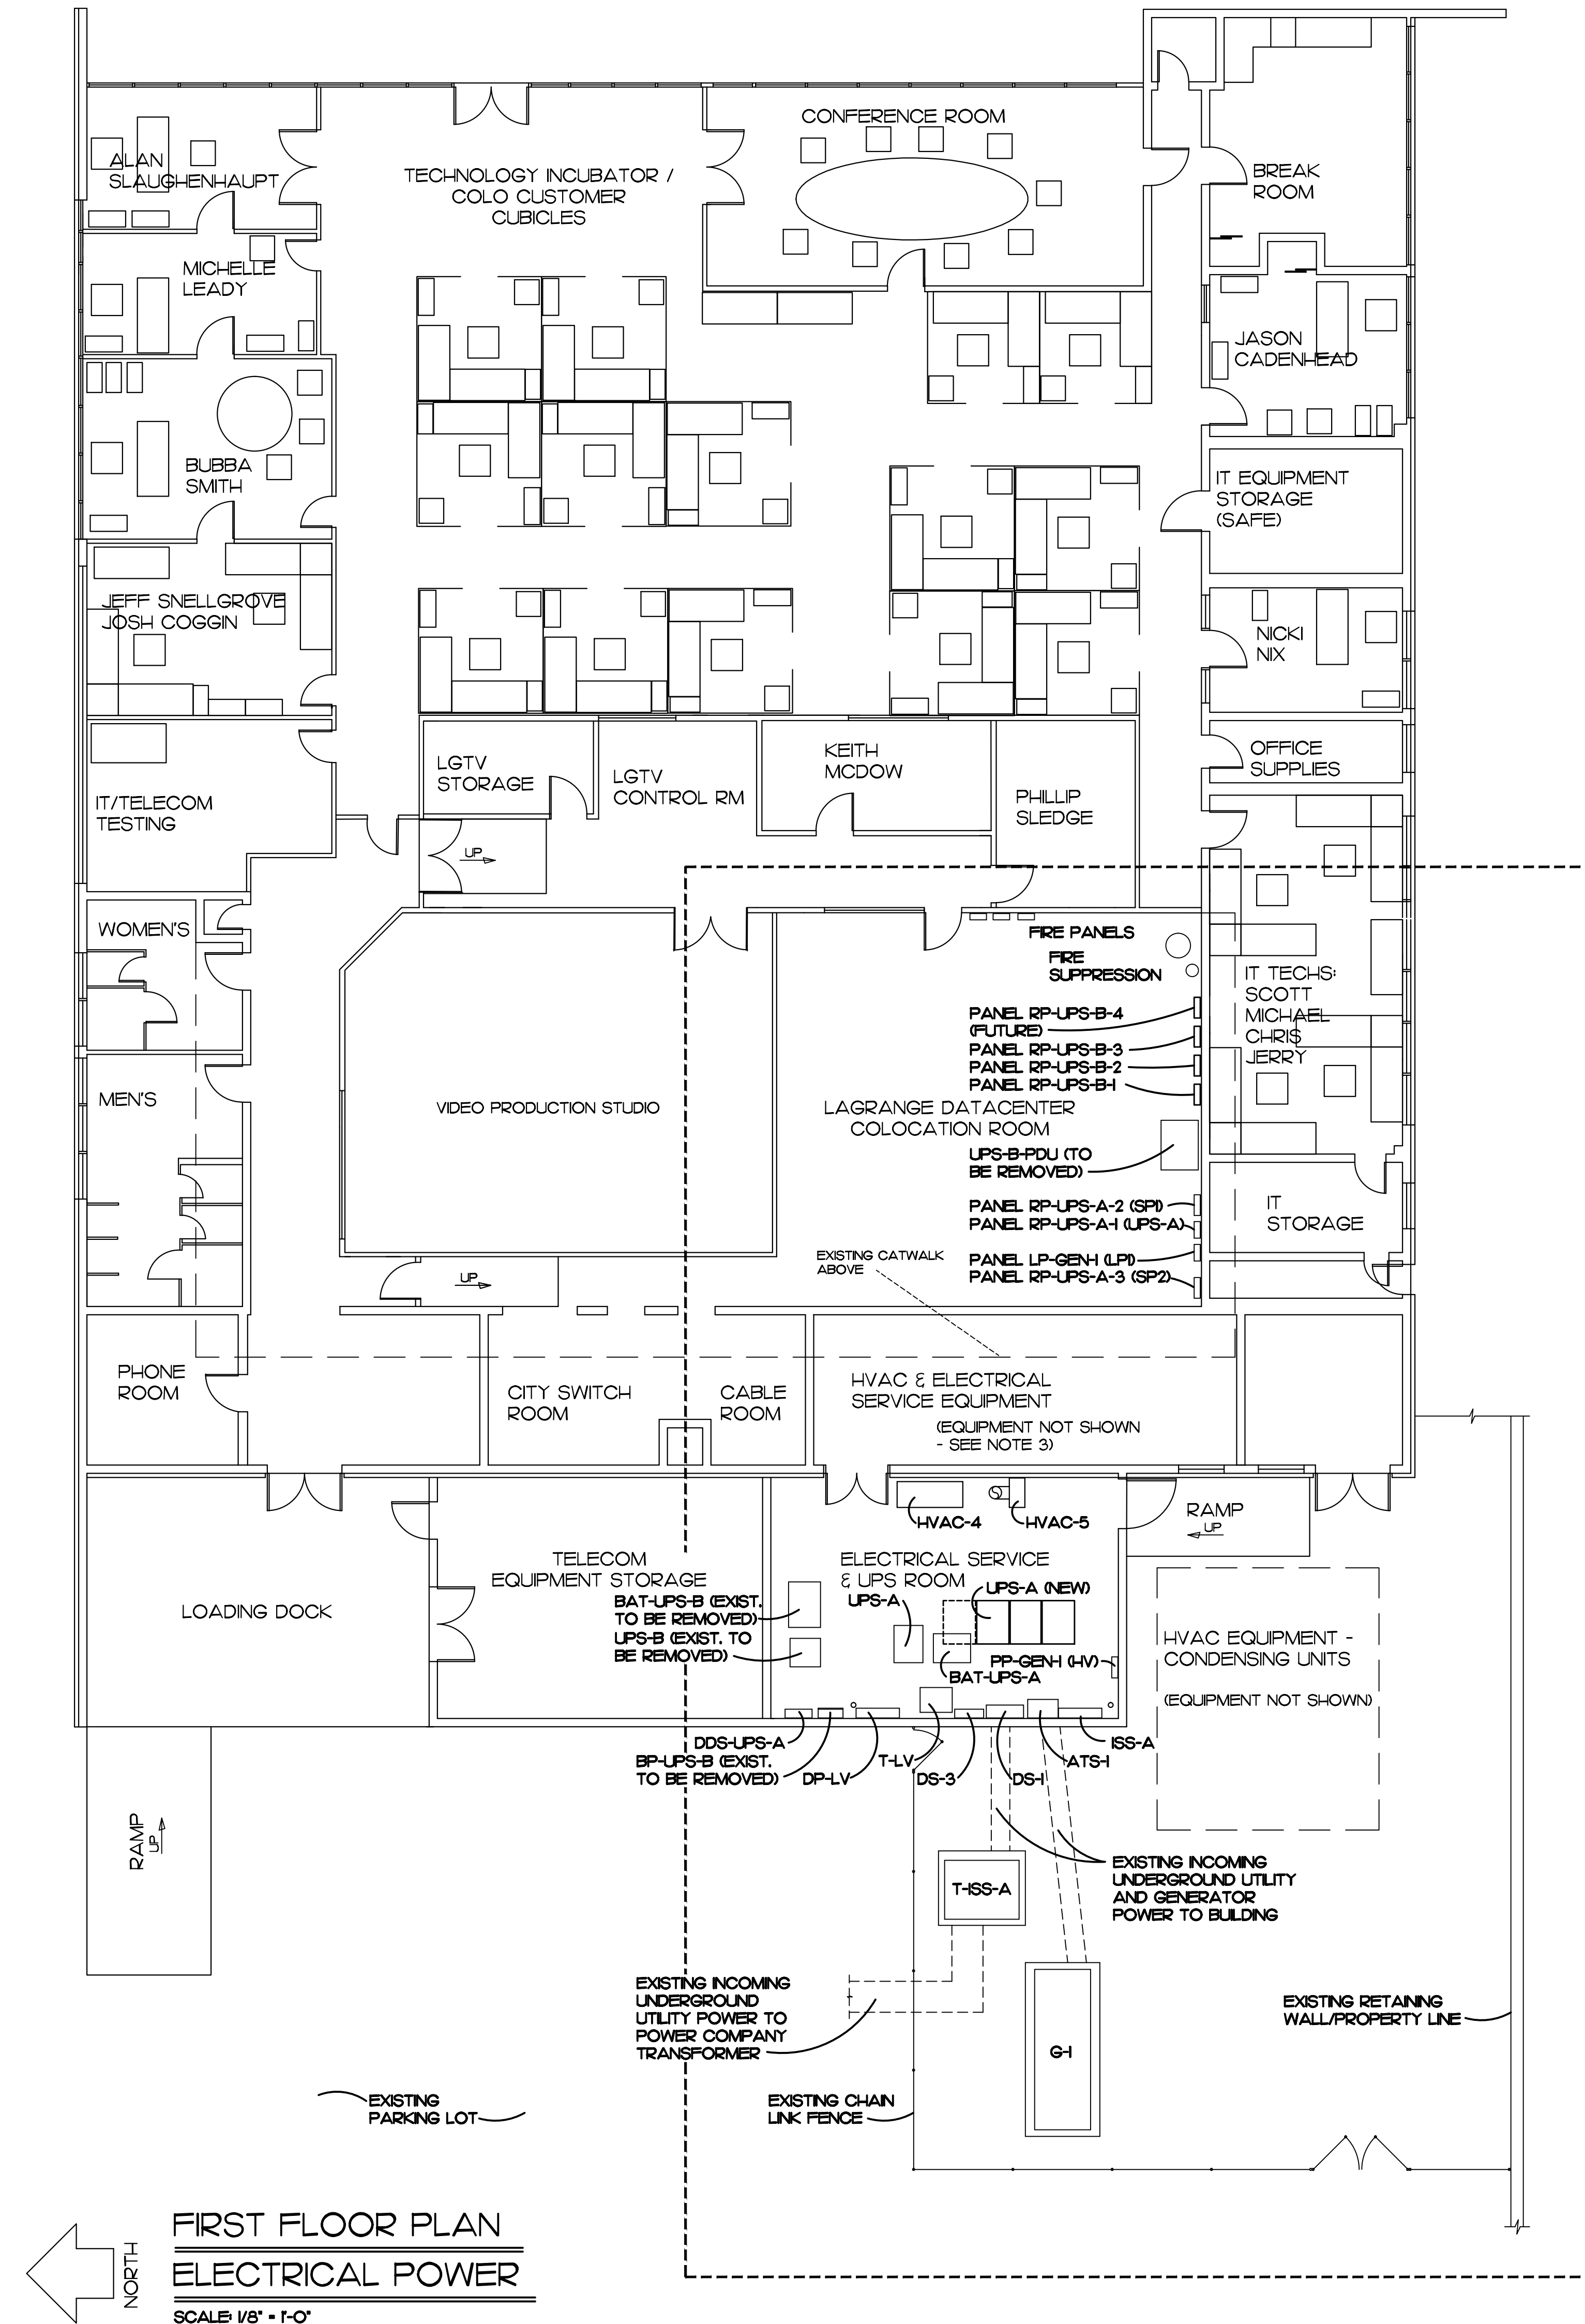 CONFERENCE ROOM
ALAN
SLAUGHENHAUPT
TECHNOLOGY INCUBATOR /
COLO CUSTOMER
CUBICLES
BREAK
ROOM
MICHELLE
LEADY
JASON
CADENHEAD
BUBBA
SMITH
IT EQUIPMENT
STORAGE
(SAFE)
JEFF SNELLGROVE
JOSH COGGIN
NICKI
NIX
LGTV
STORAGE
LGTV
CONTROL RM
KEITH
MCDOW
OFFICE
SUPPLIES
IT/TELECOM
TESTING
PHILLIP
SLEDGE
UP
WOMEN'S
FIRE PANELS
FIRE
SUPPRESSION
IT TECHS:
SCOTT
MICHAEL
CHRIS
JERRY
PANEL RP-UPS-B-4
(FUTURE)
PANEL RP-UPS-B-3
PANEL RP-UPS-B-2
PANEL RP-UPS-B-1
MEN'S
VIDEO PRODUCTION STUDIO
LAGRANGE DATACENTER
COLOCATION ROOM
UPS-B-PDU (TO
BE REMOVED)
PANEL RP-UPS-A-2 (SP1)
PANEL RP-UPS-A-1 (UPS-A)
IT
STORAGE
EXISTING CATWALK
ABOVE
PANEL LP-GEN-1 (LP1)
PANEL RP-UPS-A-3 (SP2)
UP
PHONE
ROOM
CITY SWITCH
ROOM
CABLE
ROOM
HVAC & ELECTRICAL
SERVICE EQUIPMENT
(EQUIPMENT NOT SHOWN
- SEE NOTE 3)
HVAC-4
HVAC-5
RAMP
UP
TELECOM
EQUIPMENT STORAGE
ELECTRICAL SERVICE
& UPS ROOM
UPS-A (NEW)
UPS-A
BAT-UPS-B (EXIST.
TO BE REMOVED)
UPS-B (EXIST. TO
BE REMOVED)
LOADING DOCK
PP-GEN-1 (HV)
BAT-UPS-A
HVAC EQUIPMENT -
CONDENSING UNITS
(EQUIPMENT NOT SHOWN)
DDS-UPS-A
BP-UPS-B (EXIST.
TO BE REMOVED)
DP-LV
T-LV
DS-3
DS-1
ATS-1
ISS-A
RAMP
UP
T-ISS-A
EXISTING INCOMING
UNDERGROUND UTILITY
AND GENERATOR
POWER TO BUILDING
EXISTING INCOMING
UNDERGROUND
UTILITY POWER TO
POWER COMPANY
TRANSFORMER
EXISTING RETAINING
WALL/PROPERTY LINE
G-1
EXISTING
PARKING LOT
EXISTING CHAIN
LINK FENCE
NORTH
FIRST FLOOR PLAN
ELECTRICAL POWER
SCALE: 1/8" = 1'-0"